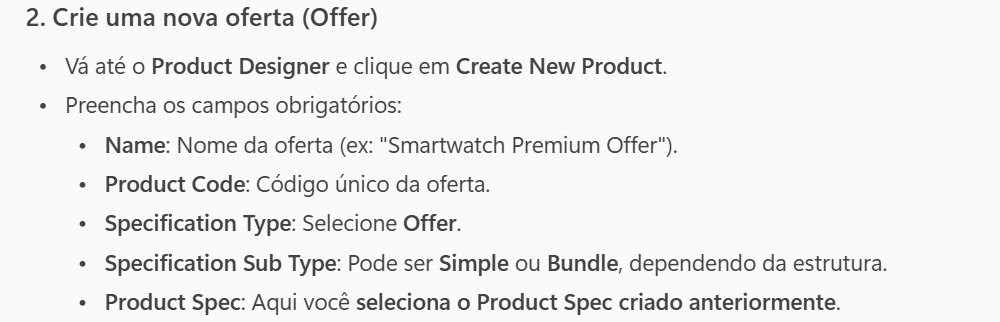 2. Crie uma nova oferta (Offer)
• Vá até o Product Designer e clique em Create New Product.
• Preencha os campos obrigatórios:
• Name: Nome da oferta (ex: "Smartwatch Premium Offer").
• Product Code: Código único da oferta.
• Specification Type: Selecione Offer.
• Specification Sub Type: Pode ser Simple ou Bundle, dependendo da estrutura.
• Product Spec: Aqui você seleciona o Product Spec criado anteriormente.